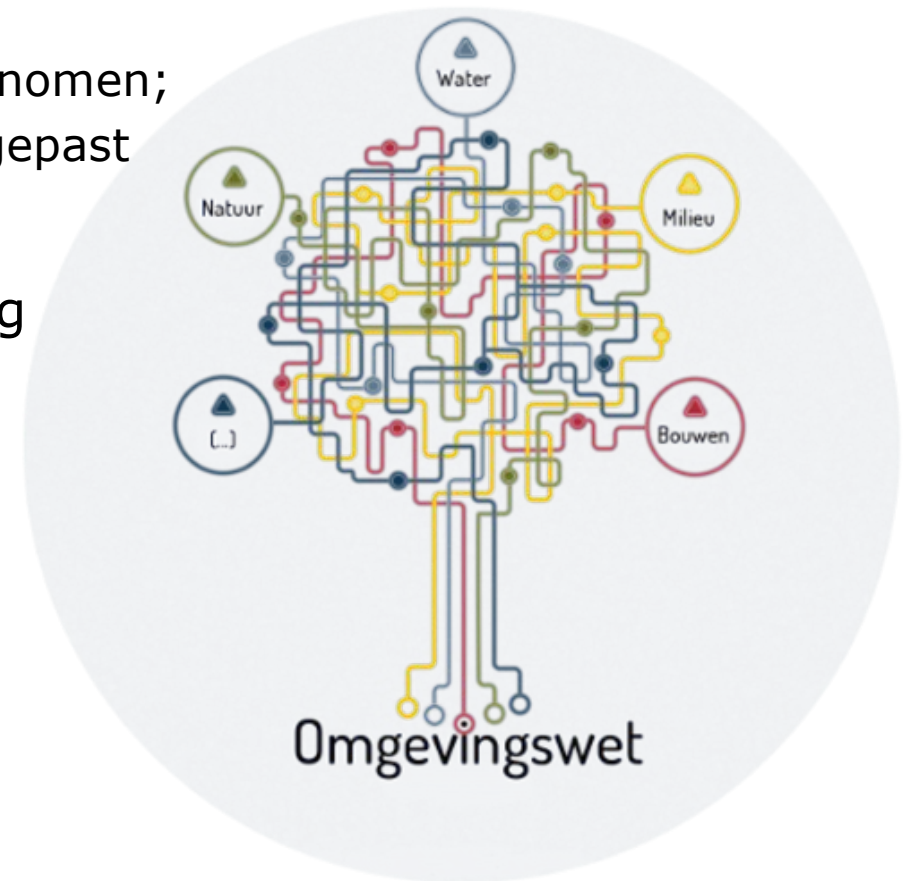 nomen;
gepast
g
Water
Natuur
Milieu
(...)
Bouwen
Omgevingswet